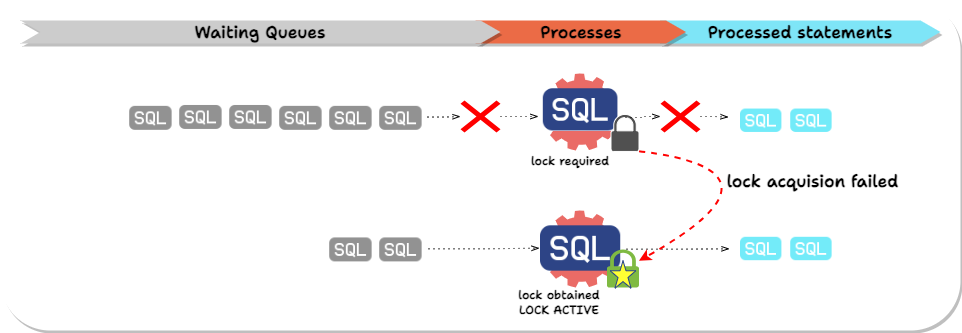 Waiting Queues Processes Processed statements
SQL SQL SQL SQL SQL SQL SQL SQL SQL
lock required
lock acquision failed
SQL SQL SQL SQL SQL
lock obtained
LOCK ACTIVE